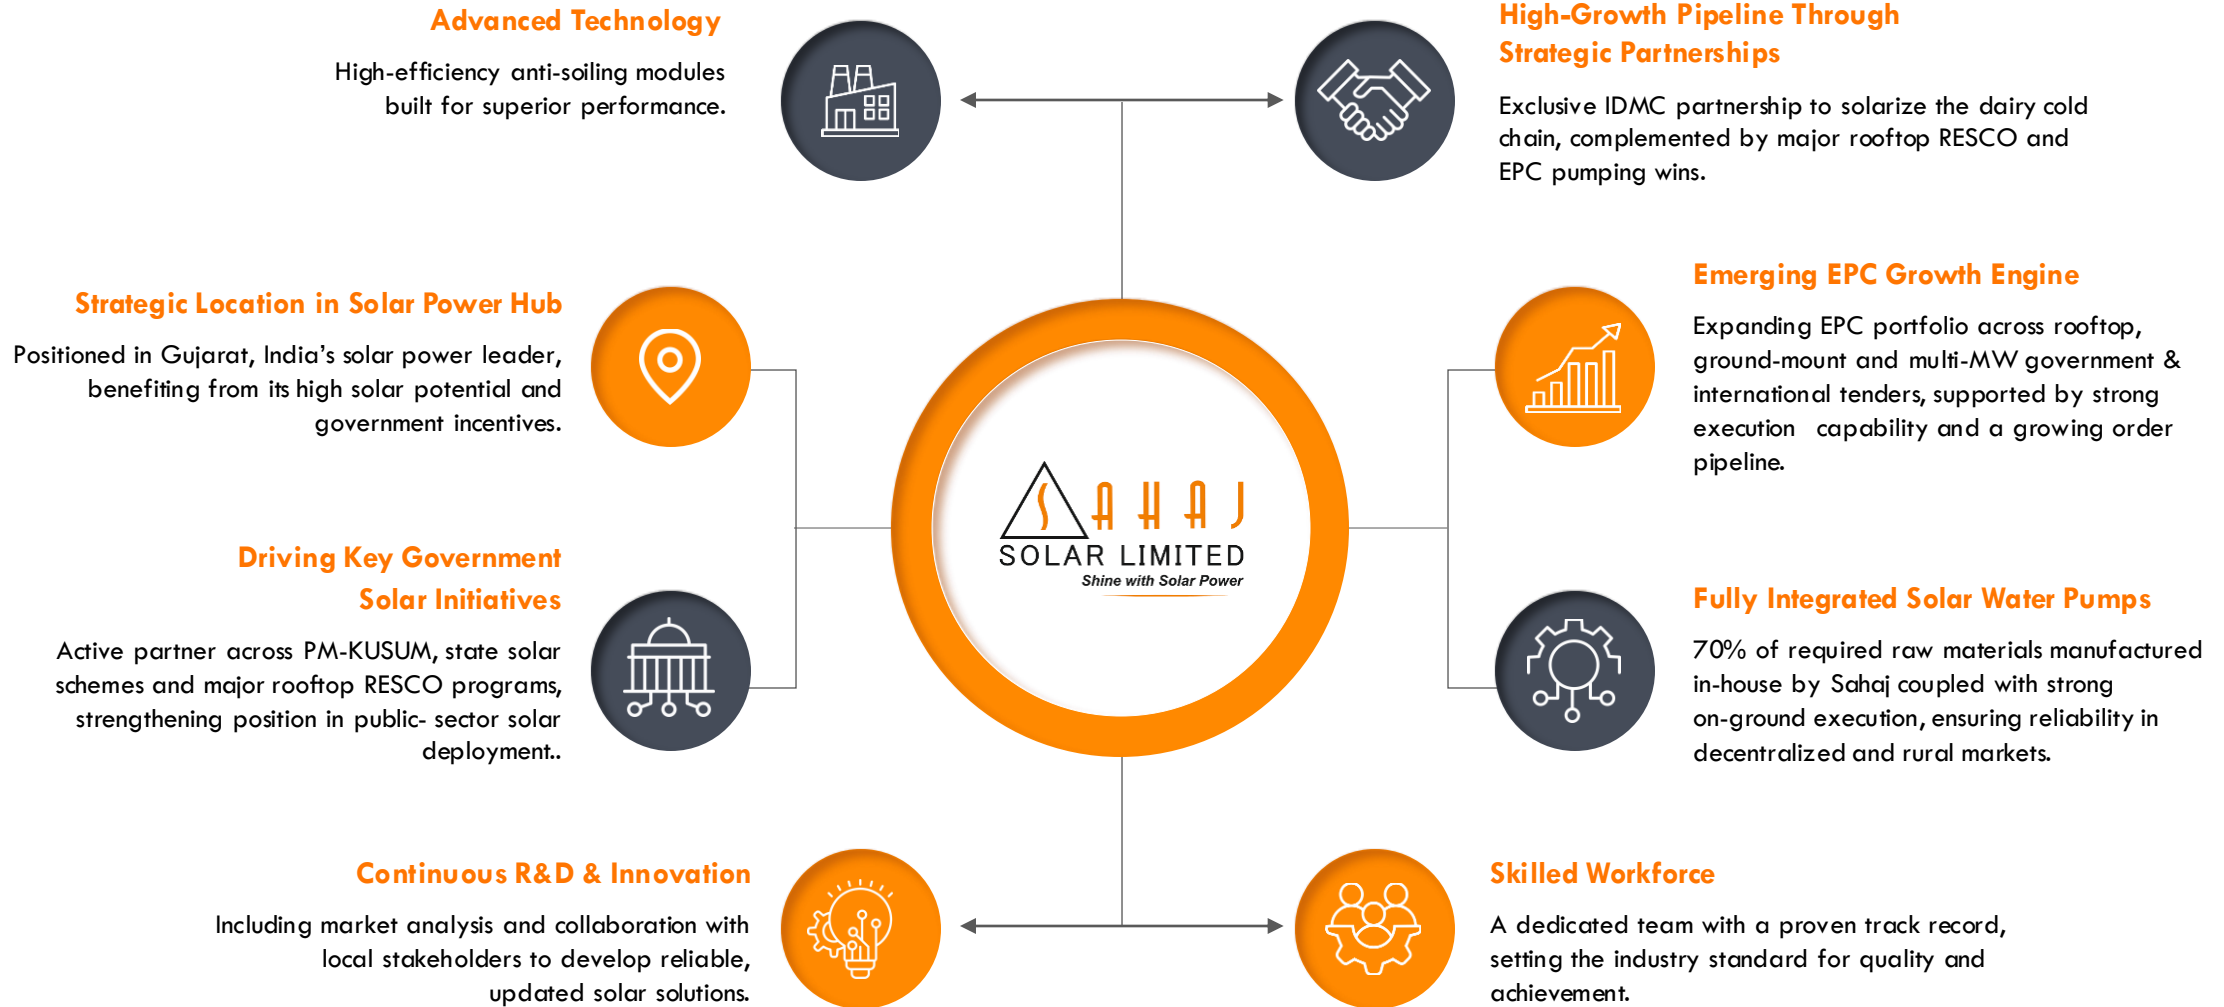 Advanced Technology
High-efficiency anti-soiling modules
built for superior performance.
High-Growth Pipeline Through
Strategic Partnerships
Exclusive IDMC partnership to solarize the dairy cold
chain, complemented by major rooftop RESCO and
EPC pumping wins.
Strategic Location in Solar Power Hub
Positioned in Gujarat, India’s solar power leader,
benefiting from its high solar potential and
government incentives.
Emerging EPC Growth Engine
Expanding EPC portfolio across rooftop,
ground-mount and multi-MW government &
international tenders, supported by strong
execution capability and a growing order
pipeline.
SAHAJ
SOLAR LIMITED
Shine with Solar Power
Driving Key Government
Solar Initiatives
Active partner across PM-KUSUM, state solar
schemes and major rooftop RESCO programs,
strengthening position in public- sector solar
deployment..
Fully Integrated Solar Water Pumps
70% of required raw materials manufactured
in-house by Sahaj coupled with strong
on-ground execution, ensuring reliability in
decentralized and rural markets.
Continuous R&D & Innovation
Including market analysis and collaboration with
local stakeholders to develop reliable,
updated solar solutions.
Skilled Workforce
A dedicated team with a proven track record,
setting the industry standard for quality and
achievement.